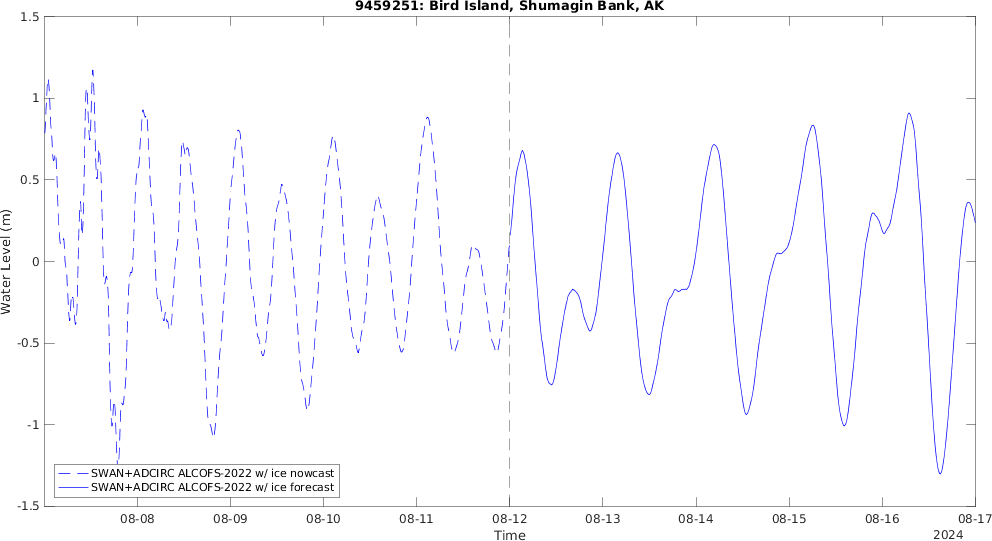 9459251: Bird Island, Shumagin Bank, AK
1.5
1
0.5
0
-0.5
-1
-1.5
Water Level (m)
SWAN+ADCIRC ALCOFS-2022 w/ ice nowcast
SWAN+ADCIRC ALCOFS-2022 w/ ice forecast
08-08 08-09 08-10 08-11 08-12 08-13 08-14 08-15 08-16 08-17
Time
2024